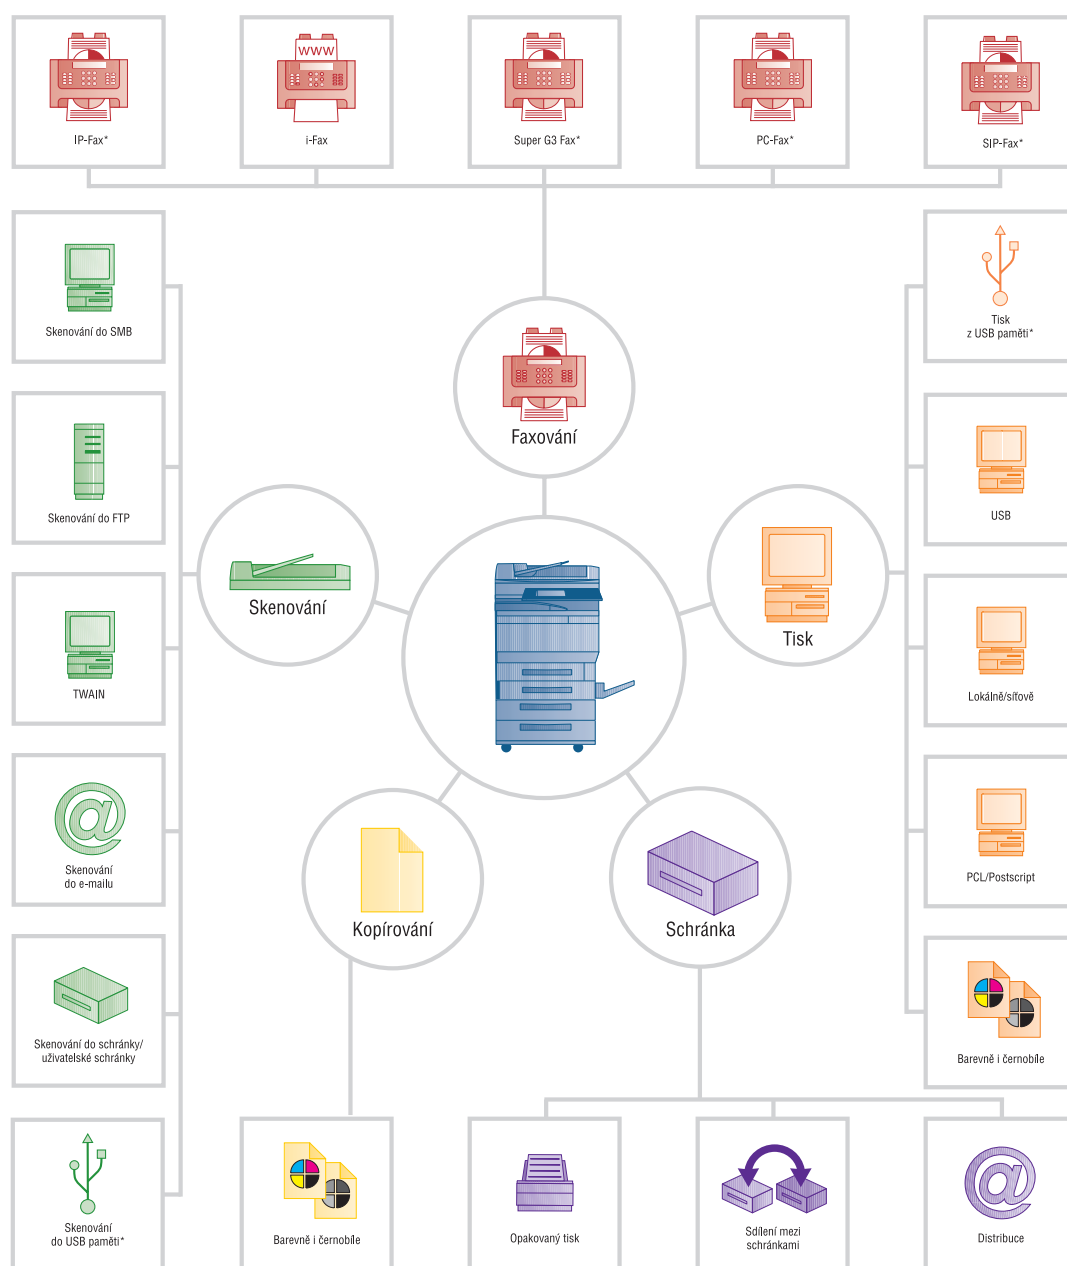 WWW
IP-Fax*
i-Fax
Super G3 Fax*
PC-Fax*
SIP-Fax*
Skenování do SMB
Skenování do FTP
TWAIN
Skenování
do e-mailu
Skenování do schránky/
uživatelské schránky
Skenování
do USB paměti*
Faxování
Skenování
Tisk
Kopírování
Schránka
Tisk
z USB paměti*
USB
Lokálně/síťově
PCL/Postscript
Barevně i černobíle
Barevně i černobíle
Opakovaný tisk
Sdílení mezi
schránkami
Distribuce